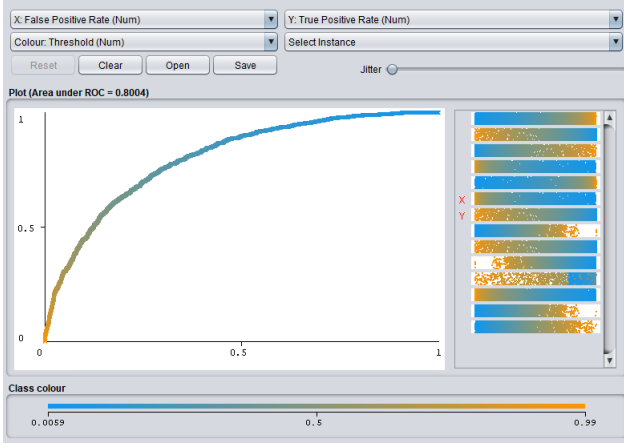 X: False Positive Rate (Num) Y: True Positive Rate (Num)
Colour: Threshold (Num) Select Instance
Reset Clear Open Save Jitter
Plot (Area under ROC = 0.8004)
1
0.5
0
0 0.5 1
X
Y
Class colour
0.0059 0.5 0.99